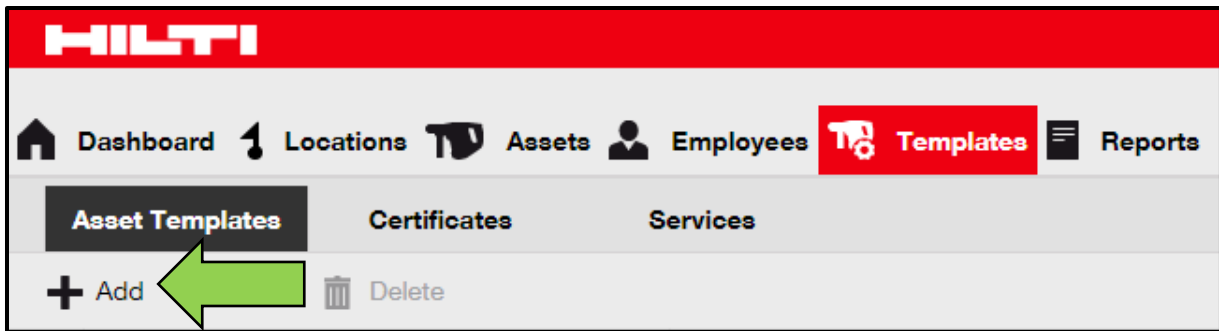 HILTI
Dashboard Locations Assets Employees Templates Reports
Asset Templates Certificates Services
Add Delete